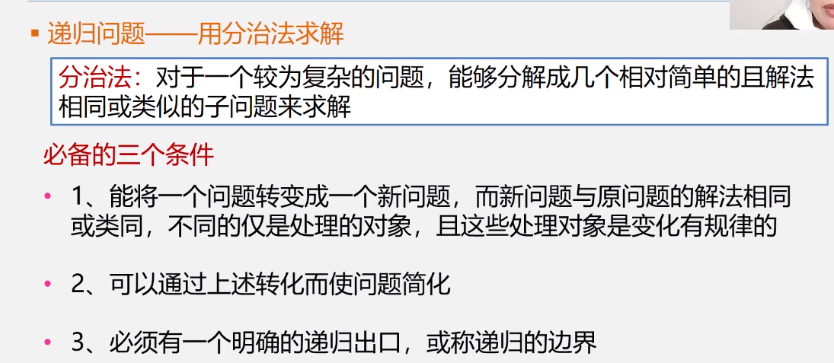 ▪ 递归问题——用分治法求解
分治法：对于一个较为复杂的问题，能够分解成几个相对简单的且解法
相同或类似的子问题来求解
必备的三个条件
• 1、能将一个问题转变成一个新问题，而新问题与原问题的解法相同
或类同，不同的仅是处理的对象，且这些处理对象是变化有规律的
• 2、可以通过上述转化而使问题简化
• 3、必须有一个明确的递归出口，或称递归的边界